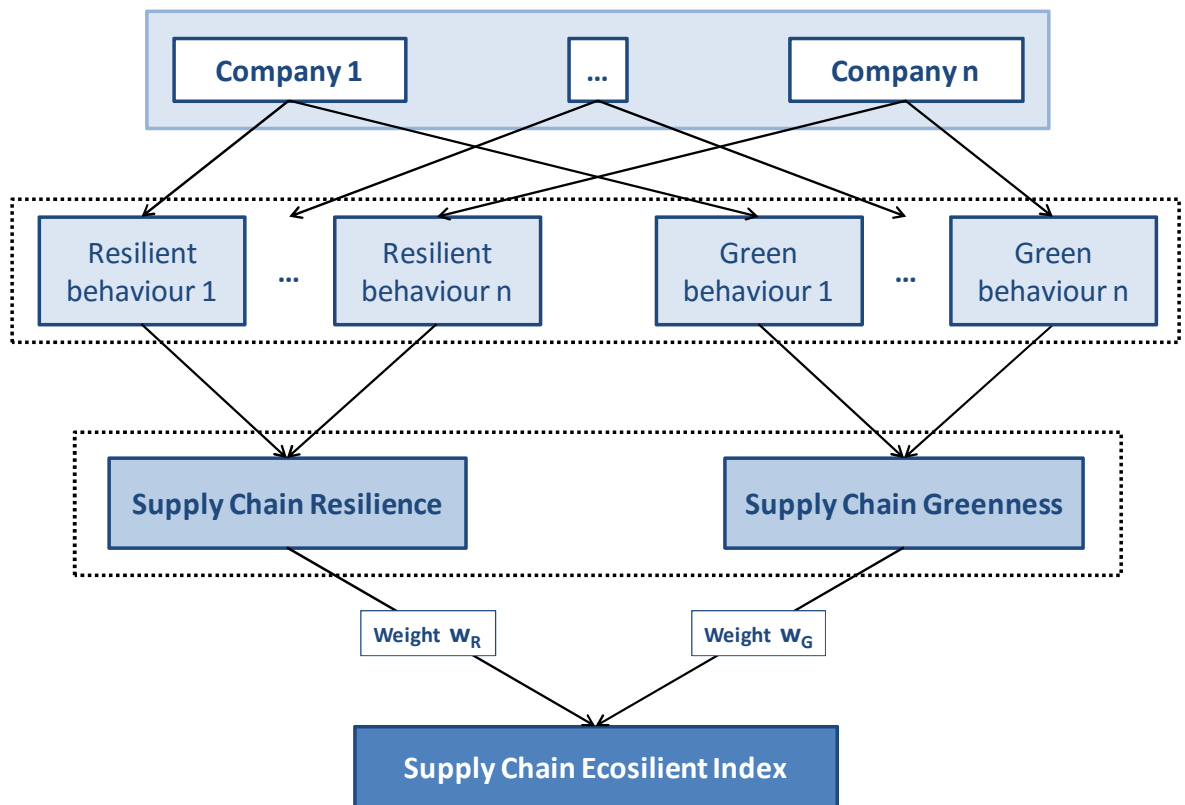 Company 1
...
Company n
Resilient
behaviour 1
...
Resilient
behaviour n
Green
behaviour 1
...
Green
behaviour n
Supply Chain Resilience
Supply Chain Greenness
Weight wR
Weight wG
Supply Chain Ecosilient Index